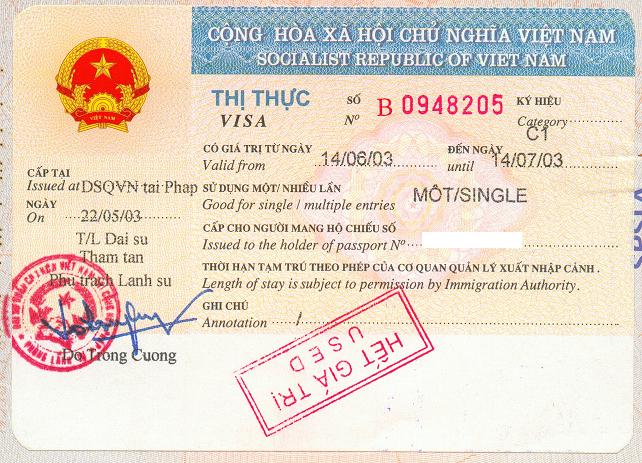 CỘNG HÒA XÃ HỘI CHỦ NGHĨA VIỆT NAM
SOCIALIST REPUBLIC OF VIET NAM
VIỆT NAM
THỊ THỰC SỐ B 0948205 KÝ HIỆU
VISA Nº Category C1
CÓ GIÁ TRỊ TỪ NGÀY ĐẾN NGÀY
Valid from 14/06/03 until 14/07/03
CẤP TẠI
Issued at DSQVN tai Phap
SỬ DỤNG MỘT/ NHIỀU LẦN MÔT/SINGLE
Good for single / multiple entries
NGÀY
On 22/05/03
CẤP CHO NGƯỜI MANG HỘ CHIẾU SỐ
Issued to the holder of passport Nº
T/L Dai su
Tham tan
Phu trach Lanh su
THỜI HẠN TẠM TRÚ THEO PHÉP CỦA CƠ QUAN QUẢN LÝ XUẤT NHẬP CẢNH .
Length of stay is subject to permission by Immigration Authority.
GHI CHÚ
Annotation /
Do Trong Cuong
HẾT GIÁ TRỊ
USED